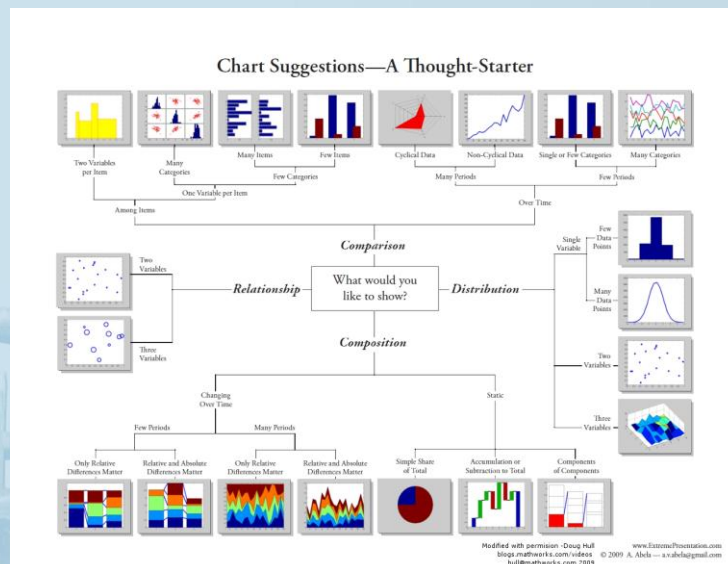 Chart Suggestions—A Thought-Starter
Two Variables
per Item
Many
Categories
Many Items
Few Items
Cyclical Data
Non-Cyclical Data
Single or Few Categories
Many Categories
Few Categories
Many Periods
Few Periods
One Variable per Item
Among Items
Over Time
Comparison
Relationship
What would you
like to show?
Distribution
Composition
Two
Variables
Three
Variables
Single
Variable
Few
Data
Points
Many
Data
Points
Two
Variables
Three
Variables
Changing
Over Time
Static
Few Periods
Many Periods
Only Relative
Differences Matter
Relative and Absolute
Differences Matter
Only Relative
Differences Matter
Relative and Absolute
Differences Matter
Simple Share
of Total
Accumulation or
Subtraction to Total
Components
of Components
Modified with permision -Doug Hull
blogs.mathworks.com/videos
hull@mathworks.com 2009
www.ExtremePresentation.com
© 2009 A. Abela — a.v.abela@gmail.com